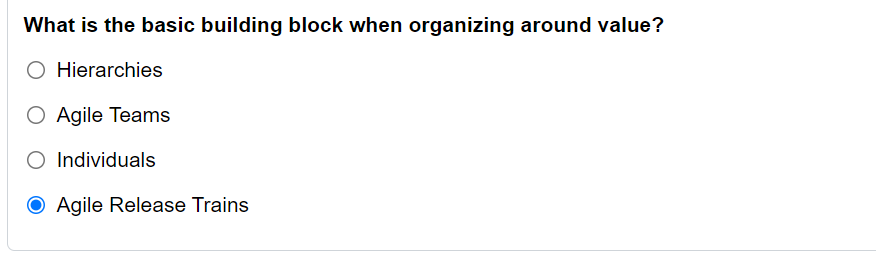 What is the basic building block when organizing around value?
Hierarchies
Agile Teams
Individuals
Agile Release Trains